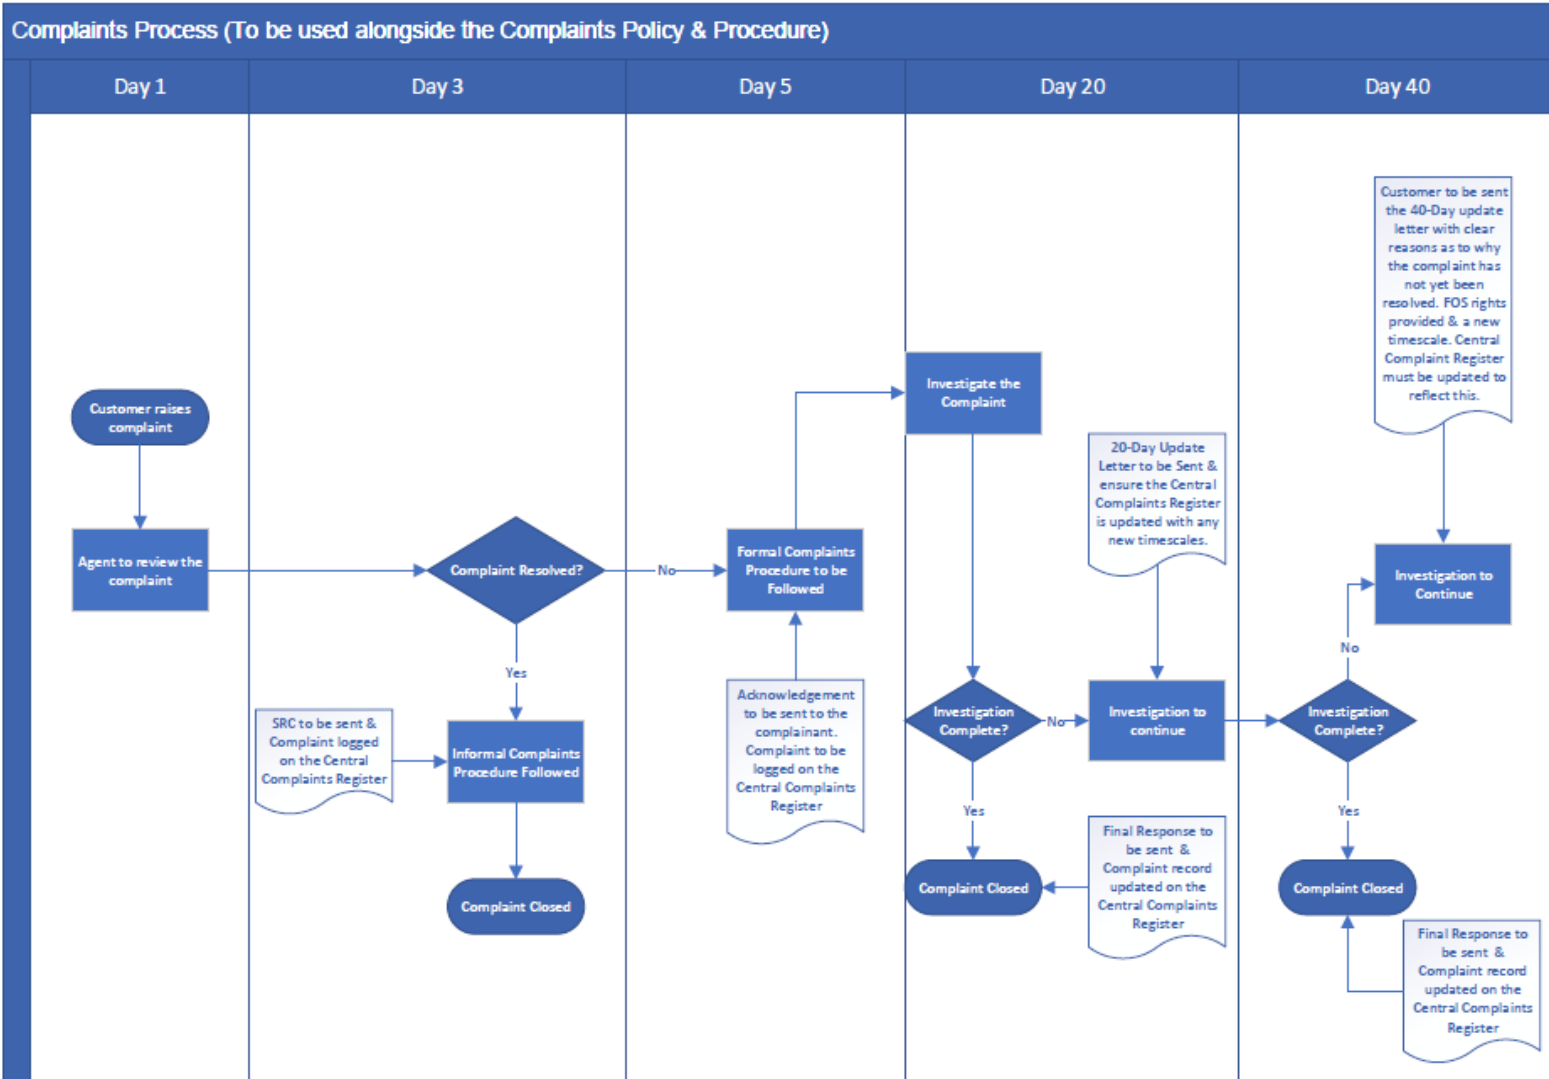 Complaints Process (To be used alongside the Complaints Policy & Procedure)
Day 1
Day 3
Day 5
Day 20
Day 40
Customer raises
complaint
Agent to review the
complaint
Complaint Resolved?
No
Yes
SRC to be sent &
Complaint logged
on the Central
Complaints Register
Informal Complaints
Procedure Followed
Complaint Closed
Formal Complaints
Procedure to be
Followed
Acknowledgement
to be sent to the
complainant.
Complaint to be
logged on the
Central Complaints
Register
Investigate the
Complaint
20-Day Update
Letter to be Sent &
ensure the Central
Complaints Register
is updated with any
new timescales.
Investigation
Complete?
No
Investigation to
continue
Yes
Complaint Closed
Final Response to
be sent &
Complaint record
updated on the
Central Complaints
Register
Customer to be sent
the 40-Day update
letter with clear
reasons as to why
the complaint has
not yet been
resolved. FOS rights
provided & a new
timescale. Central
Complaint Register
must be updated to
reflect this.
Investigation to
Continue
No
Investigation
Complete?
Yes
Complaint Closed
Final Response to
be sent &
Complaint record
updated on the
Central Complaints
Register